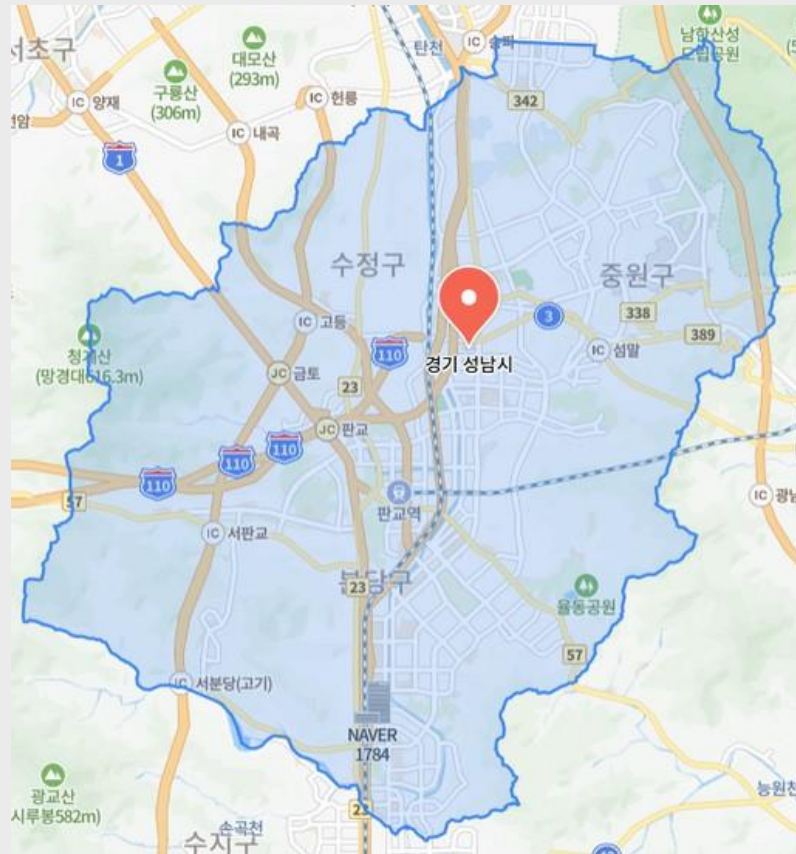 서초구
대모산
(293m)
구룡산
(306m)
IC 양재
IC 내곡
IC 헌릉
탄천
IC 송파
남한산성
도립공원
342
1
수정구
중원구
IC 고등
110
3
338
389
IC 섬말
경기 성남시
청계산
(망경대616.3m)
JC 금토
23
JC 판교
110
110
110
57
판교역
IC 서판교
IC 광남
분당구
23
율동공원
57
IC 서분당(고기)
NAVER
1784
광교산
시루봉582m)
손곡천
수지구
23
능원천